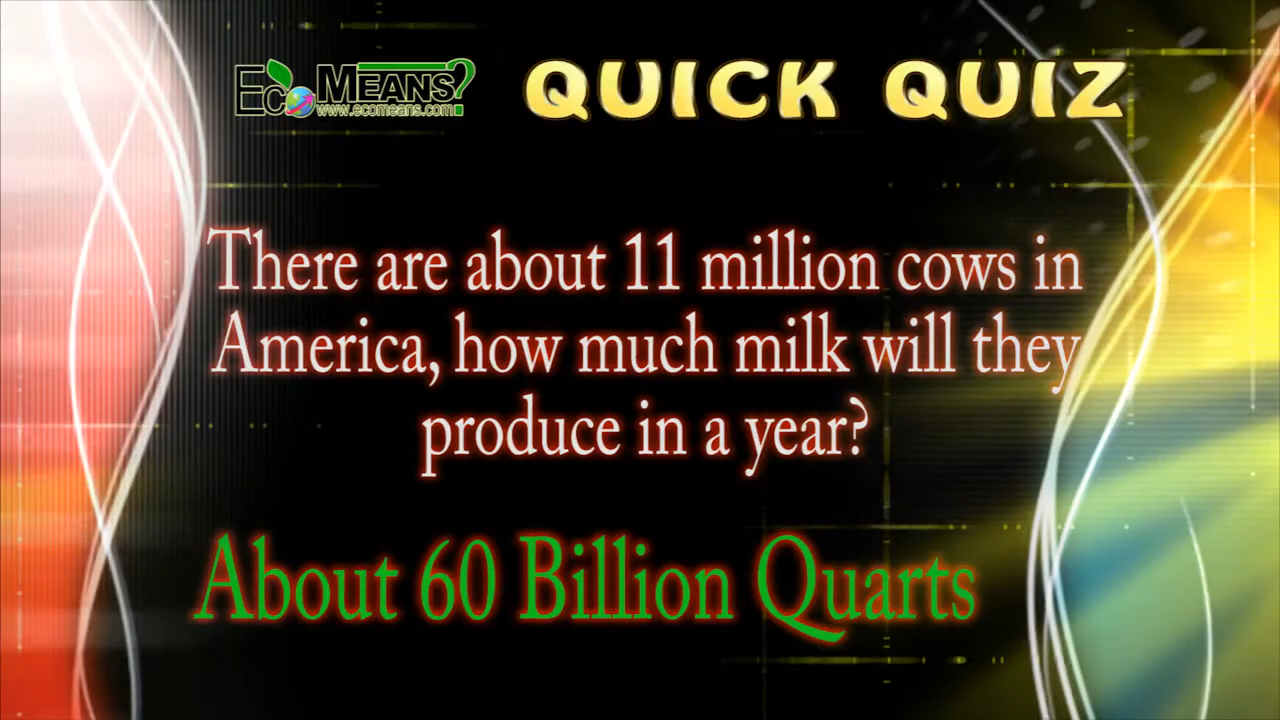 EcoMEANS?
www.ecomeans.com
QUICK QUIZ
There are about 11 million cows in
America, how much milk will they
produce in a year?
About 60 Billion Quarts